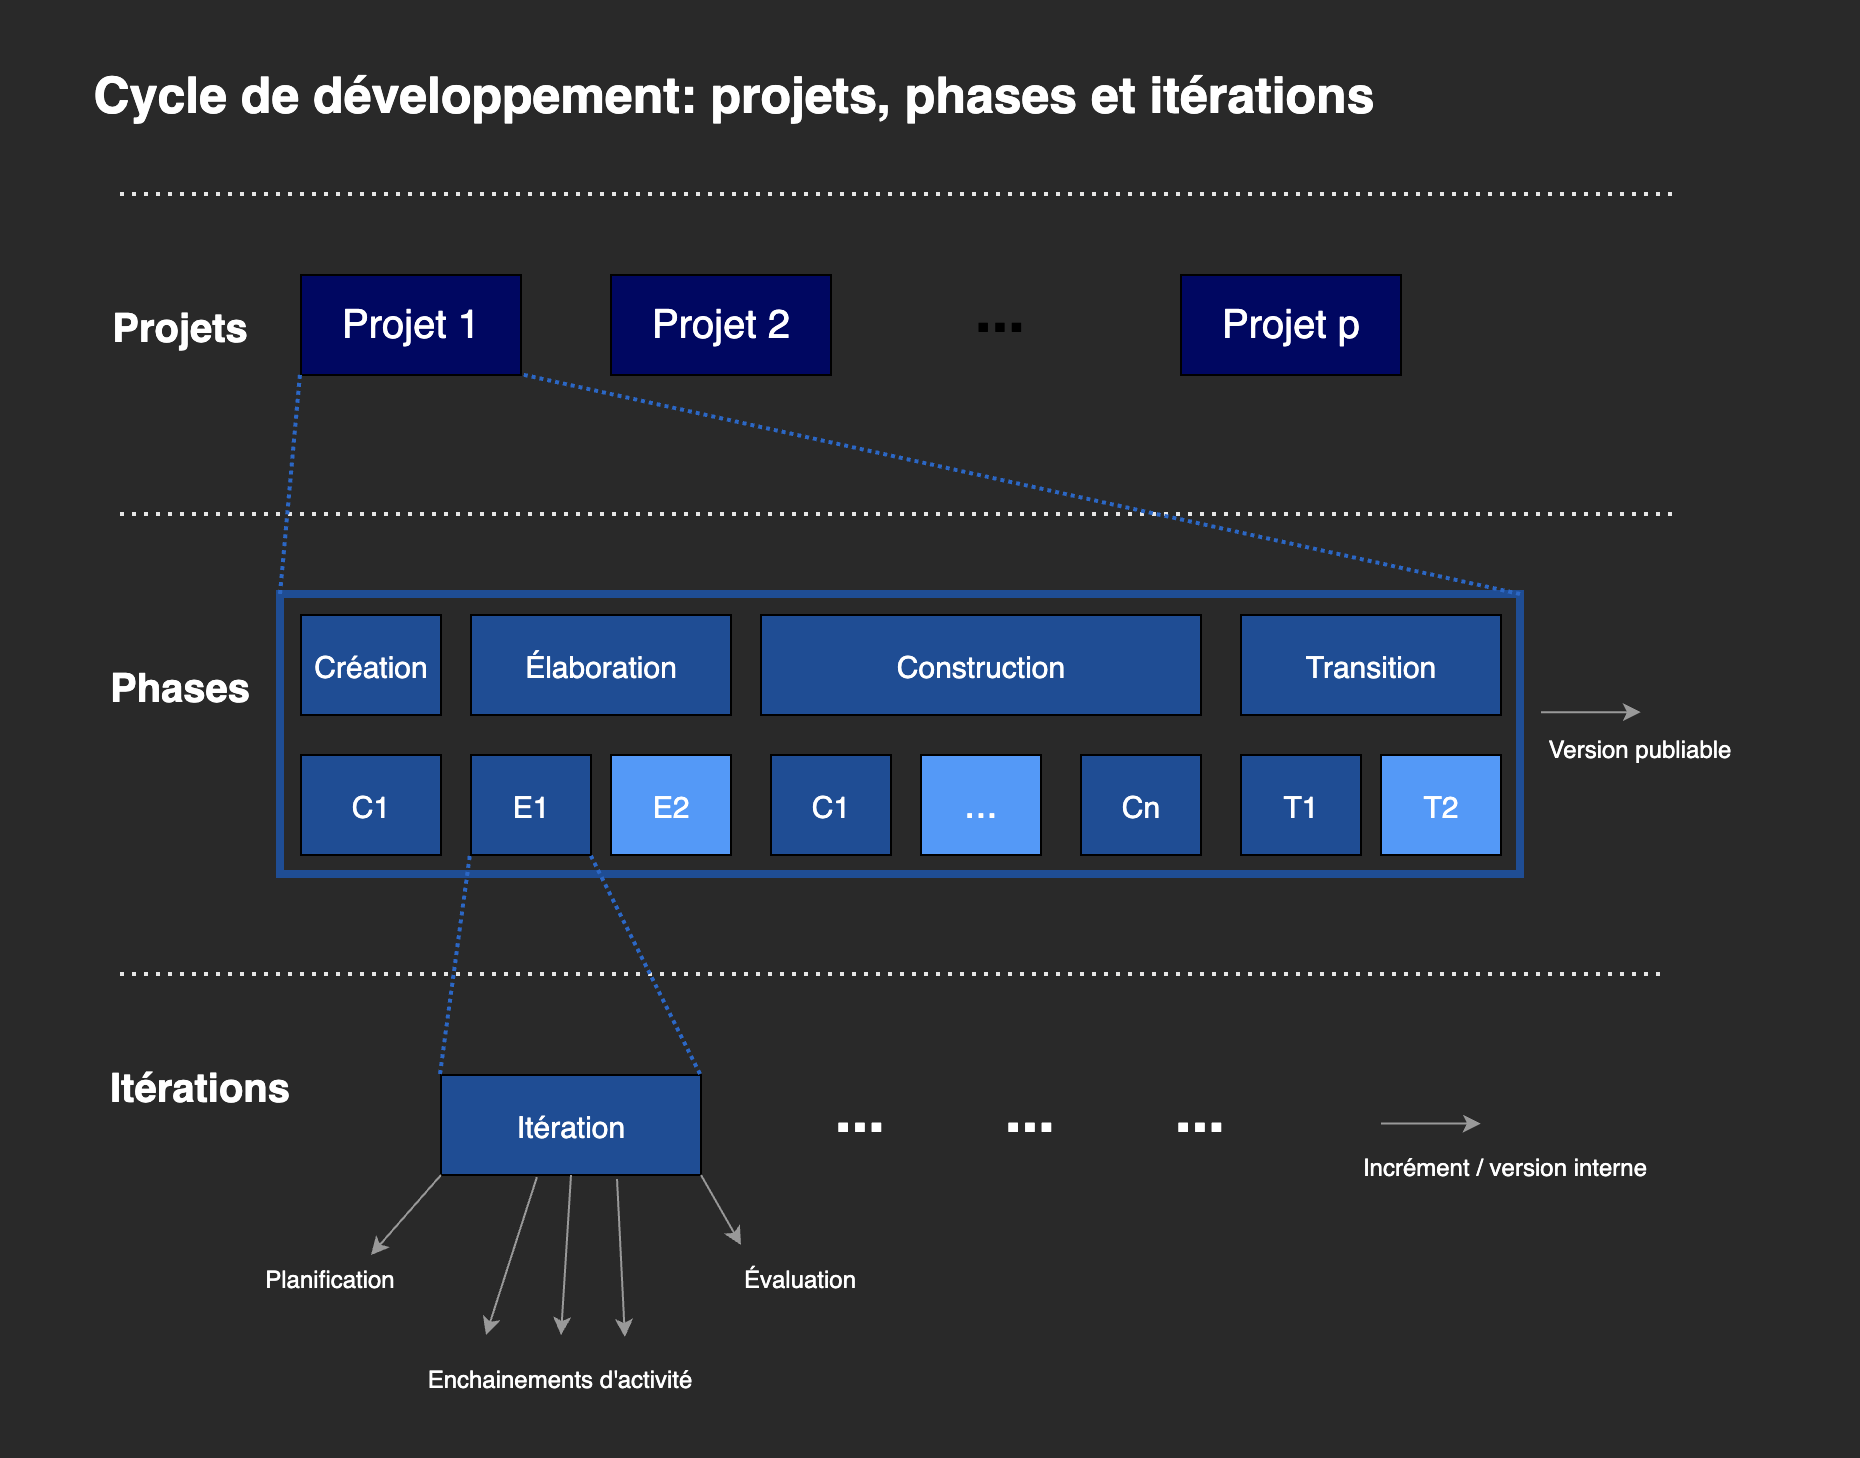 Cycle de développement: projets, phases et itérations
Projets
Projet 1
Projet 2
...
Projet p
Phases
Création
Élaboration
Construction
Transition
Version publiable
C1
E1
E2
C1
...
Cn
T1
T2
Itérations
Itération
...
...
...
Incrément / version interne
Planification
Évaluation
Enchainements d'activité